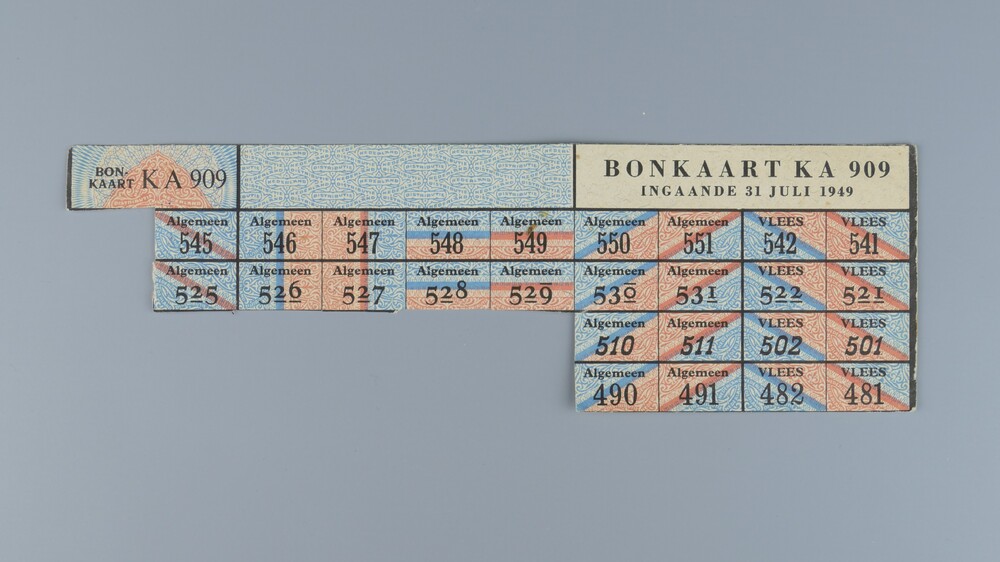 BON-
KAART KA 909
BONKAART KA 909
INGAANDE 31 JULI 1949
Algemeen Algemeen Algemeen Algemeen Algemeen Algemeen Algemeen VLEES VLEES
545 546 547 548 549 550 551 542 541
Algemeen Algemeen Algemeen Algemeen Algemeen Algemeen Algemeen VLEES VLEES
525 526 527 528 529 530 531 522 521
Algemeen Algemeen VLEES VLEES
510 511 502 501
Algemeen Algemeen VLEES VLEES
490 491 482 481